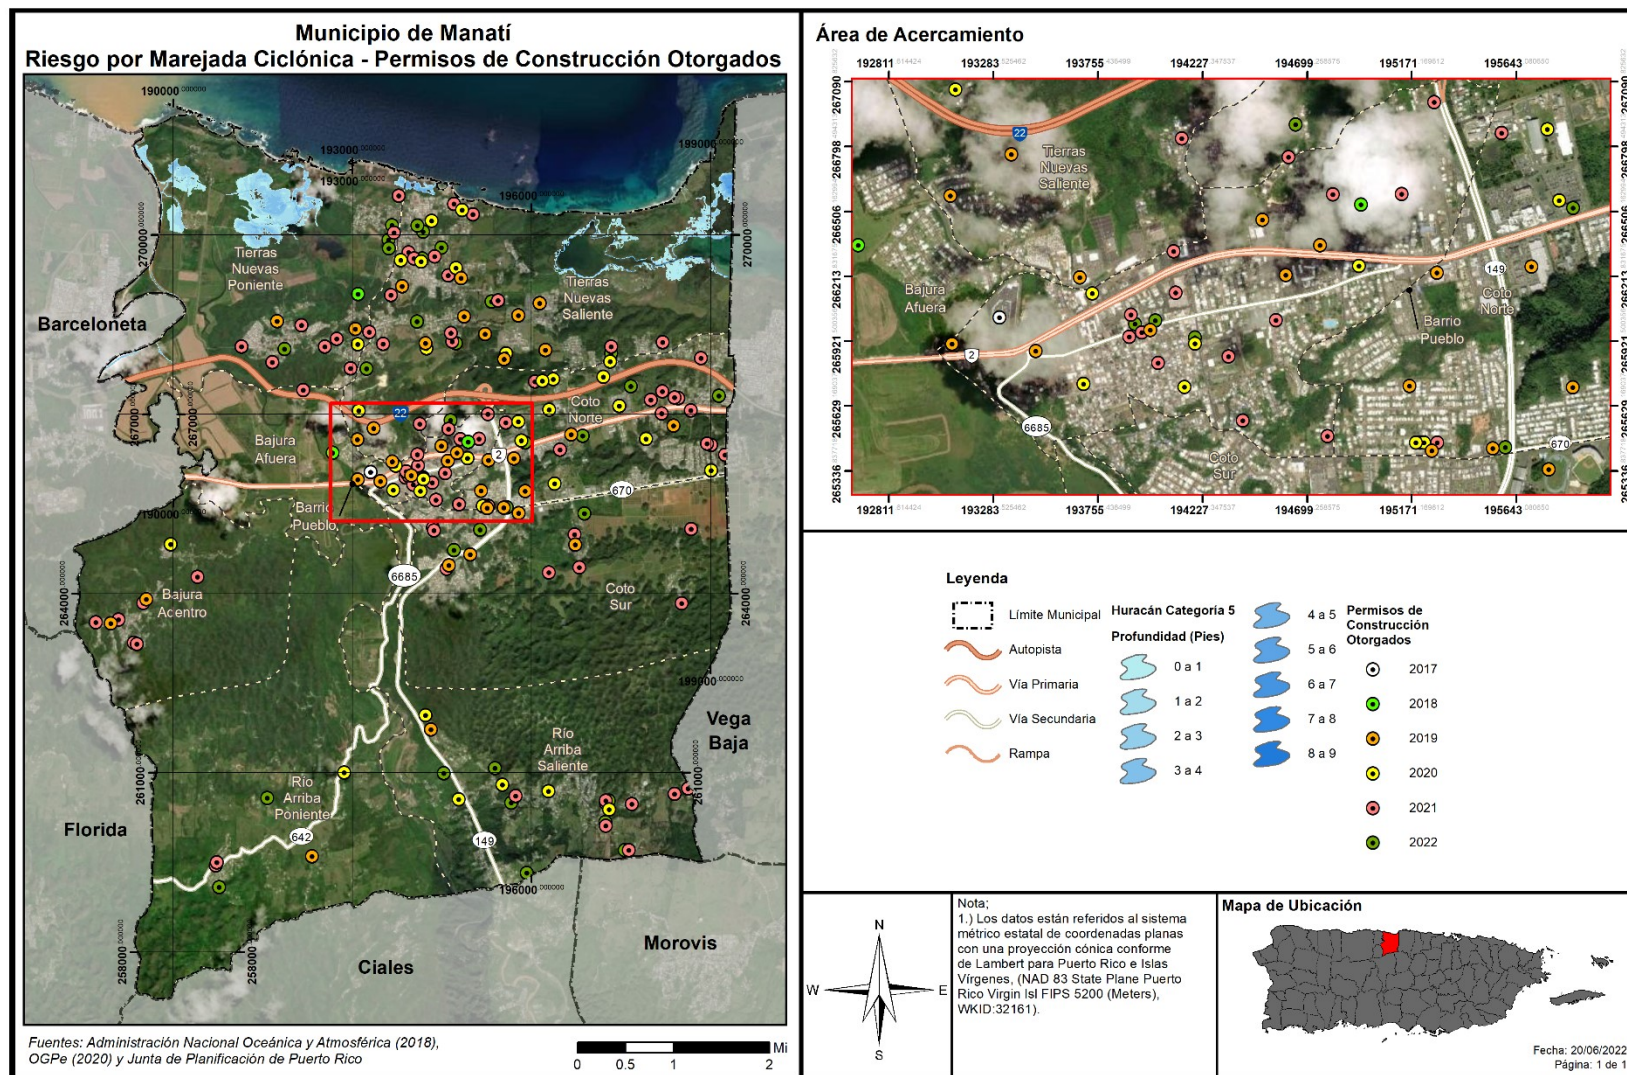 Municipio de Manatí
Riesgo por Marejada Ciclónica - Permisos de Construcción Otorgados
190000
193000
193000
196000
199000
270000
270000
Tierras
Nuevas
Poniente
Tierras
Nuevas
Saliente
Barceloneta
267000
267000
22
Coto
Norte
Bajura
Afuera
2
670
190000
Barrio
Pueblo
6685
Bajura
Adentro
264000
264000
Coto
Sur
199000
Vega
Baja
Río
Arriba
Saliente
261000
261000
Río
Arriba
Poniente
Florida
642
149
196000
258000
258000
Morovis
Ciales
Fuentes: Administración Nacional Oceánica y Atmosférica (2018),
OGPe (2020) y Junta de Planificación de Puerto Rico
Mi
0 0.5 1 2
Área de Acercamiento
192811 193283 193755 194227 194699 195171 195643
267090
266798
266506
266213
265921
265629
265336
22
Tierras
Nuevas
Saliente
Bajura
Afuera
2
149
Coto
Norte
Barrio
Pueblo
6685
Coto
Sur
670
267090
266798
266506
266213
265921
265629
265336
192811 193283 193755 194227 194699 195171 195643
Leyenda
Límite Municipal
Autopista
Vía Primaria
Vía Secundaria
Rampa
Huracán Categoría 5
Profundidad (Pies)
0 a 1
1 a 2
2 a 3
3 a 4
4 a 5
5 a 6
6 a 7
7 a 8
8 a 9
Permisos de
Construcción
Otorgados
2017
2018
2019
2020
2021
2022
N
W E
S
Nota;
1.) Los datos están referidos al sistema
métrico estatal de coordenadas planas
con una proyección cónica conforme
de Lambert para Puerto Rico e Islas
Vírgenes, (NAD 83 State Plane Puerto
Rico Virgin Isl FIPS 5200 (Meters),
WKID:32161).
Mapa de Ubicación
Fecha: 20/06/2022
Página: 1 de 1